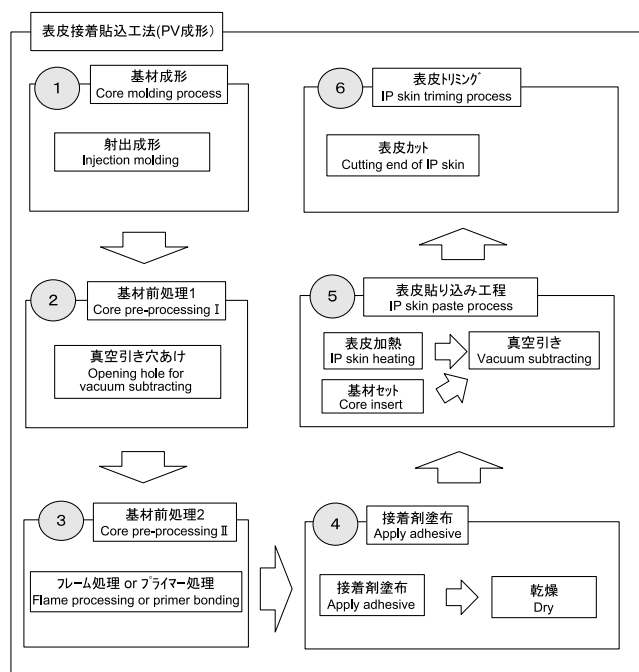 表皮接着貼込工法(PV成形)
1
基材成形
Core molding process
射出成形
Injection molding
2
基材前処理1
Core pre-processing Ⅰ
真空引き穴あけ
Opening hole for
vacuum subtracting
3
基材前処理2
Core pre-processing Ⅱ
フレーム処理 or プライマー処理
Flame processing or primer bonding
4
接着剤塗布
Apply adhesive
接着剤塗布
Apply adhesive
乾燥
Dry
5
表皮貼り込み工程
IP skin paste process
表皮加熱
IP skin heating
基材セット
Core insert
真空引き
Vacuum subtracting
6
表皮トリミング
IP skin triming process
表皮カット
Cutting end of IP skin